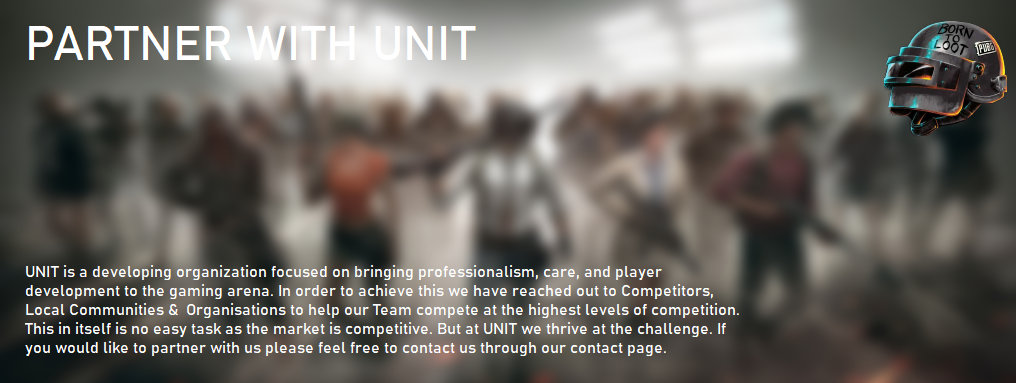 PARTNER WITH UNIT
BORN
TO
LOOT
PUBG
UNIT is a developing organization focused on bringing professionalism, care, and player
development to the gaming arena. In order to achieve this we have reached out to Competitors,
Local Communities & Organisations to help our Team compete at the highest levels of competition.
This in itself is no easy task as the market is competitive. But at UNIT we thrive at the challenge. If
you would like to partner with us please feel free to contact us through our contact page.